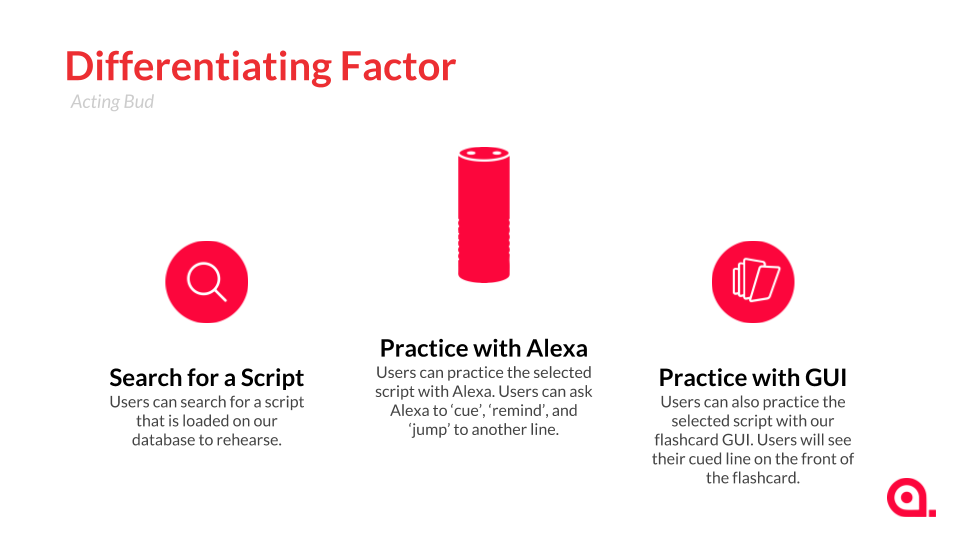 Differentiating Factor
Acting Bud
Search for a Script
Users can search for a script
that is loaded on our
database to rehearse.
Practice with Alexa
Users can practice the selected
script with Alexa. Users can ask
Alexa to ‘cue’, ‘remind’, and
‘jump’ to another line.
Practice with GUI
Users can also practice the
selected script with our
flashcard GUI. Users will see
their cued line on the front of
the flashcard.
a.